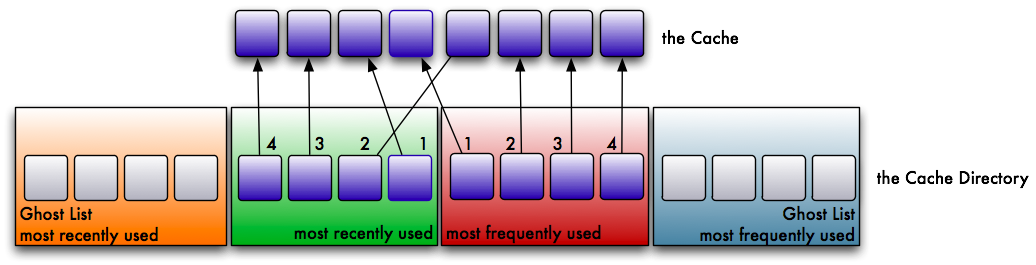 the Cache
4 3 2 1 1 2 3 4
the Cache Directory
Ghost List
most recently used
most recently used
most frequently used
Ghost List
most frequently used